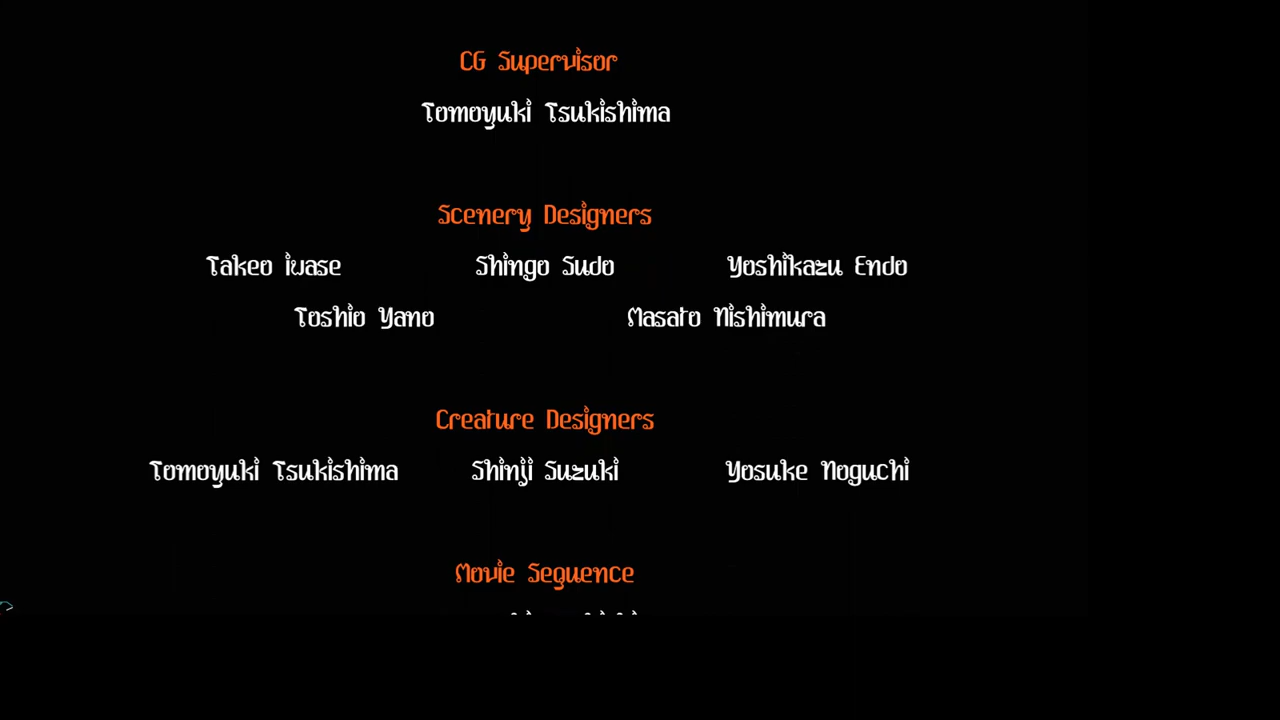 CG Supervisor
Tomoyuki Tsukishima
Scenery Designers
Takeo iwase Shingo Sudo Yoshikazu Endo
Toshio Yano Masato Nishimura
Creature Designers
Tomoyuki Tsukishima Shinji Suzuki Yosuke Noguchi
Movie Sequence